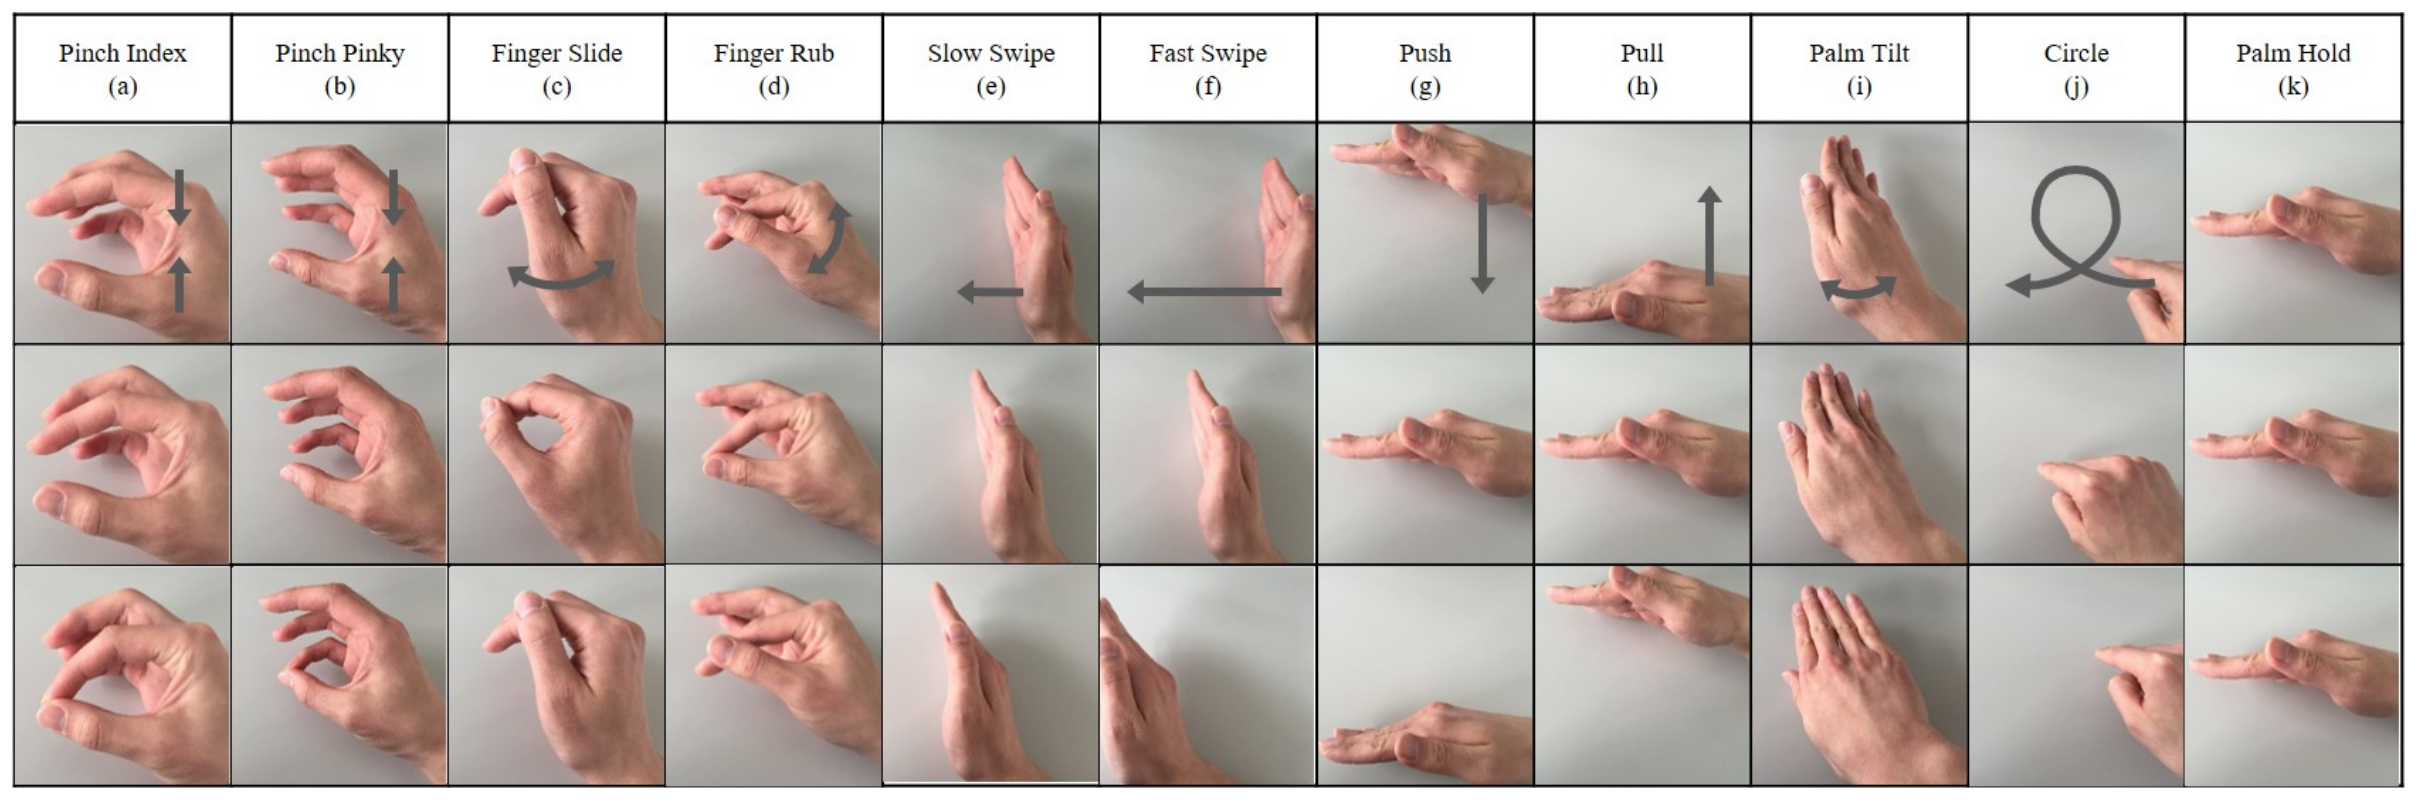 Pinch Index
(a)
Pinch Pinky
(b)
Finger Slide
(c)
Finger Rub
(d)
Slow Swipe
(e)
Fast Swipe
(f)
Push
(g)
Pull
(h)
Palm Tilt
(i)
Circle
(j)
Palm Hold
(k)